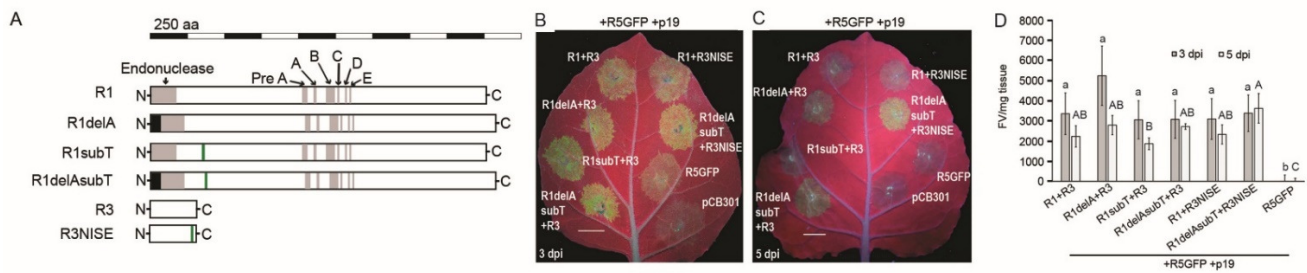 A
250 aa
Endonuclease
Pre A
A
B
C
D
E
R1 N C
R1delA N C
R1subT N C
R1delAsubT N C
R3 N C
R3NISE N C
B
+R5GFP +p19
R1+R3
R1+R3NISE
R1delA+R3
R1delA
subT
+R3NISE
R1subT+R3
R5GFP
R1delA
subT
+R3
pCB301
3 dpi
C
+R5GFP +p19
R1+R3
R1+R3NISE
R1delA+R3
R1delA
subT
+R3NISE
R1subT+R3
R5GFP
R1delA
subT
+R3
pCB301
5 dpi
D
FV/mg tissue
8000
7000
6000
5000
4000
3000
2000
1000
0
3 dpi 5 dpi
a AB
a AB
a B
a AB
a AB
a A
b C
R1+R3
R1delA+R3
R1subT+R3
R1delAsubT+R3
R1+R3NISE
R1delAsubT+R3NISE
R5GFP
+R5GFP +p19